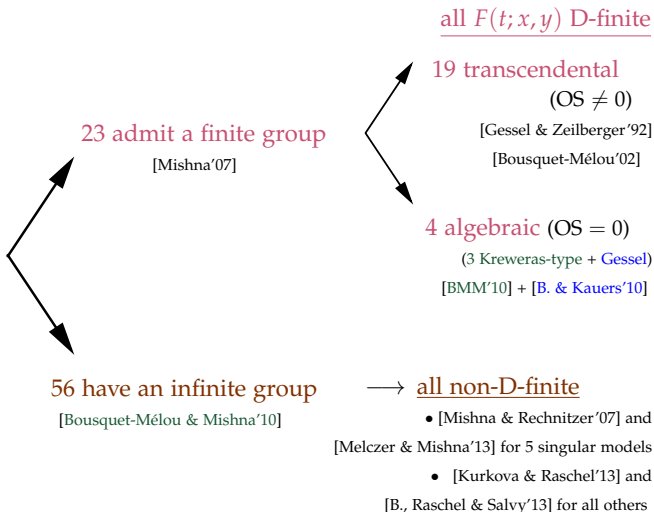 all F(t; x, y) D-finite
19 transcendental
(OS ≠ 0)
[Gessel & Zeilberger’92]
[Bousquet-Mélou’02]
23 admit a finite group
[Mishna’07]
4 algebraic (OS = 0)
(3 Kreweras-type + Gessel)
[BMM’10] + [B. & Kauers’10]
56 have an infinite group ⟶ all non-D-finite
[Bousquet-Mélou & Mishna’10]
• [Mishna & Rechnitzer’07] and
[Melczer & Mishna’13] for 5 singular models
• [Kurkova & Raschel’13] and
[B., Raschel & Salvy’13] for all others